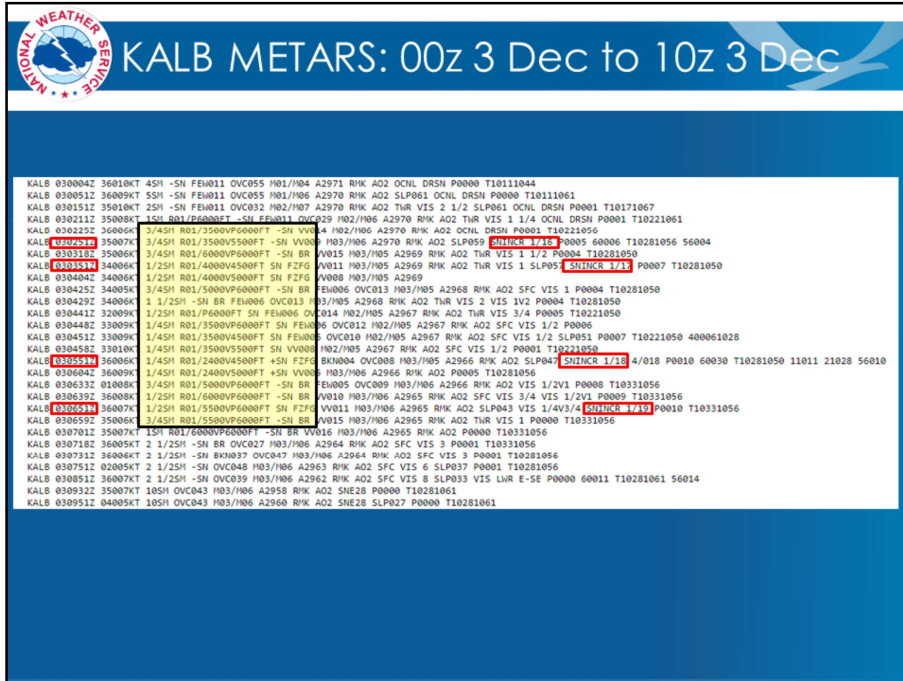 NATIONAL WEATHER SERVICE
KALB METARS: 00z 3 Dec to 10z 3 Dec
KALB 030004Z 36010KT 4SM -SN FEW011 OVC055 M01/M04 A2971 RMK AO2 OCNL DRSN P0000 T10111044
KALB 030051Z 36009KT 5SM -SN FEW011 OVC055 M01/M06 A2970 RMK AO2 SLP061 OCNL DRSN P0000 T10111061
KALB 030151Z 35010KT 2SM -SN FEW011 OVC032 M02/M07 A2970 RMK AO2 TWR VIS 2 1/2 SLP061 OCNL DRSN P0001 T10171067
KALB 030211Z 35008KT 1SM R01/P6000FT -SN FEW011 OVC029 M02/M06 A2970 RMK AO2 TWR VIS 1 1/4 OCNL DRSN P0001 T10221061
KALB 030225Z 36006KT 3/4SM R01/3500VP6000FT -SN VV014 M02/M06 A2970 RMK AO2 OCNL DRSN P0001 T10221056
KALB 030251Z 35007KT 3/4SM R01/3500V5500FT -SN VV009 M03/M06 A2970 RMK AO2 SLP059 SNINCR 1/16 P0005 60006 T10281056 56004
KALB 030318Z 35008KT 3/4SM R01/6000VP6000FT -SN BR VV015 M03/M05 A2969 RMK AO2 TWR VIS 1 1/2 P0004 T10281050
KALB 030351Z 34006KT 1/2SM R01/4000V4500FT SN FZFG VV011 M03/M05 A2969 RMK AO2 TWR VIS 1 SLP057 SNINCR 1/17 P0007 T10281050
KALB 030404Z 34006KT 1/2SM R01/4000V5000FT SN FZFG VV008 M03/M05 A2969
KALB 030425Z 34005KT 3/4SM R01/5000VP6000FT -SN BR FEW006 OVC013 M03/M05 A2968 RMK AO2 SFC VIS 1 P0004 T10281050
KALB 030429Z 34006KT 1 1/2SM -SN BR FEW006 OVC013 M03/M05 A2968 RMK AO2 TWR VIS 2 VIS 1V2 P0004 T10281050
KALB 030441Z 32009KT 1/2SM R01/P6000FT SN FEW006 OVC014 M02/M05 A2967 RMK AO2 TWR VIS 3/4 P0005 T10221050
KALB 030448Z 33009KT 1/4SM R01/3500VP6000FT SN FEW006 OVC012 M02/M05 A2967 RMK AO2 SFC VIS 1/2 P0006
KALB 030451Z 33009KT 1/4SM R01/3500V4500FT SN FEW006 OVC010 M02/M05 A2967 RMK AO2 SFC VIS 1/2 SLP051 P0007 T10221050 400061028
KALB 030458Z 33010KT 1/4SM R01/3500V5500FT SN VV008 M02/M05 A2967 RMK AO2 SFC VIS 1/2 P0001 T10221050
KALB 030551Z 36006KT 1/4SM R01/2400V4500FT +SN FZFG BKN004 OVC008 M03/M05 A2966 RMK AO2 SLP047 SNINCR 1/18 4/018 P0010 60030 T10281050 11011 21028 56010
KALB 030604Z 36009KT 1/4SM R01/2400V5000FT +SN VV006 M03/M06 A2966 RMK AO2 P0005 T10281056
KALB 030633Z 01008KT 3/4SM R01/5000VP6000FT -SN BR FEW005 OVC009 M03/M06 A2966 RMK AO2 VIS 1/2V1 P0008 T10331056
KALB 030639Z 36008KT 1/2SM R01/6000VP6000FT -SN BR VV010 M03/M06 A2965 RMK AO2 SFC VIS 3/4 VIS 1/2V1 P0009 T10331056
KALB 030651Z 36007KT 1/2SM R01/5500VP6000FT SN FZFG VV011 M03/M06 A2965 RMK AO2 SLP043 VIS 1/4V3/4 SNINCR 1/19 P0010 T10331056
KALB 030659Z 35006KT 3/4SM R01/5500VP6000FT -SN BR VV015 M03/M06 A2965 RMK AO2 TWR VIS 1 P0000 T10331056
KALB 030701Z 35007KT 1SM R01/6000VP6000FT -SN BR VV016 M03/M06 A2965 RMK AO2 P0000 T10331056
KALB 030718Z 36005KT 2 1/2SM -SN BR OVC027 M03/M06 A2964 RMK AO2 SFC VIS 3 P0001 T10281056
KALB 030731Z 36006KT 2 1/2SM -SN BKN037 OVC047 M03/M06 A2964 RMK AO2 SFC VIS 3 P0001 T10281056
KALB 030751Z 02005KT 2 1/2SM -SN OVC048 M03/M06 A2963 RMK AO2 SFC VIS 6 SLP037 P0001 T10281056
KALB 030851Z 36007KT 2 1/2SM -SN OVC039 M03/M06 A2962 RMK AO2 SFC VIS 8 SLP033 VIS LWR E-SE P0000 60011 T10281061 56014
KALB 030932Z 35007KT 10SM OVC043 M03/M06 A2958 RMK AO2 SNE28 P0000 T10281061
KALB 030951Z 04005KT 10SM OVC043 M03/M06 A2960 RMK AO2 SNE28 SLP027 P0000 T10281061